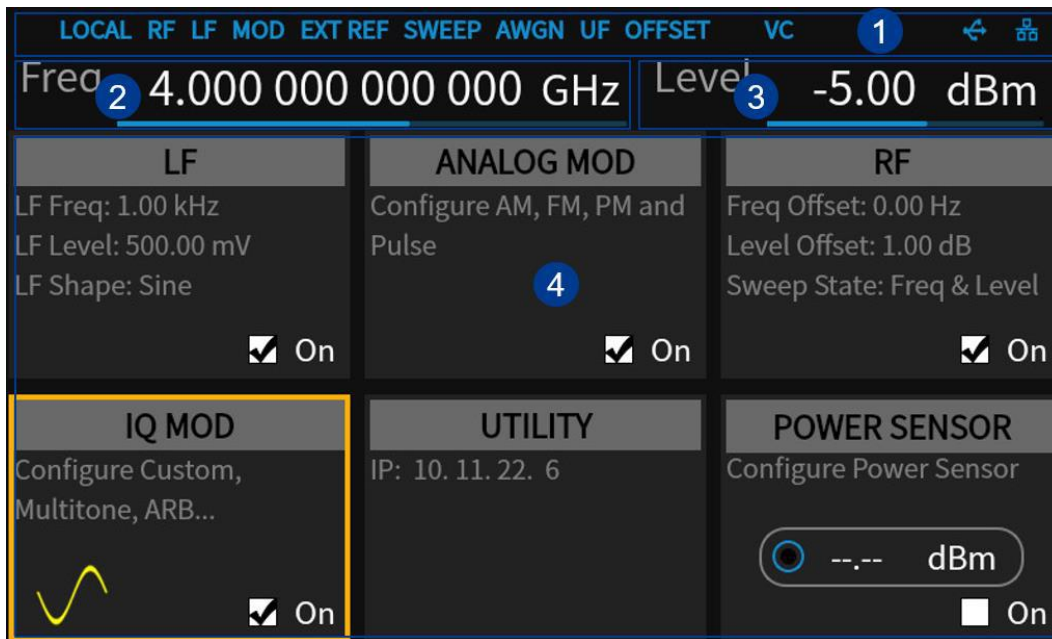 LOCAL RF LF MOD EXT REF SWEEP AWGN UF OFFSET VC 1
Freq 2 4.000 000 000 000 000 GHz Level 3 -5.00 dBm
LF
LF Freq: 1.00 kHz
LF Level: 500.00 mV
LF Shape: Sine
On
ANALOG MOD
Configure AM, FM, PM and
Pulse
4
On
RF
Freq Offset: 0.00 Hz
Level Offset: 1.00 dB
Sweep State: Freq & Level
On
IQ MOD
Configure Custom,
Multitone, ARB...
On
UTILITY
IP: 10. 11. 22. 6
POWER SENSOR
Configure Power Sensor
--.-- dBm
On